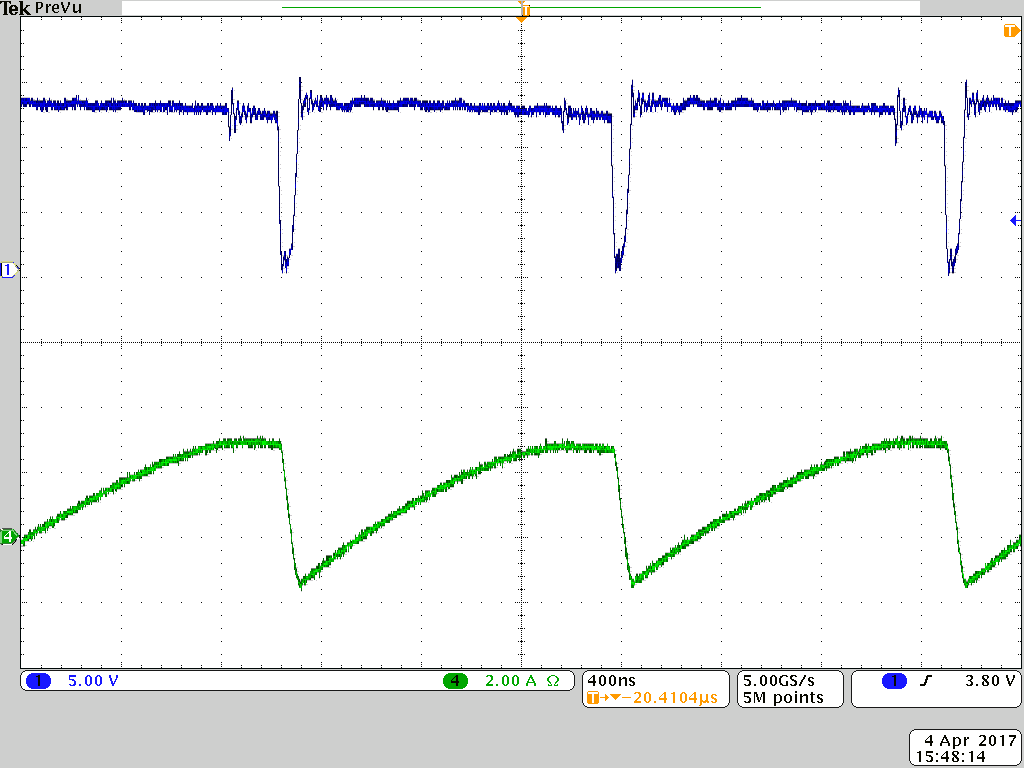 Tek PreVu
T
T
1
4
1 5.00 V 4 2.00 A Ω
400ns
T→▼−20.4104µs
5.00GS/s
5M points
1 ƒ 3.80 V
4 Apr 2017
15:48:14